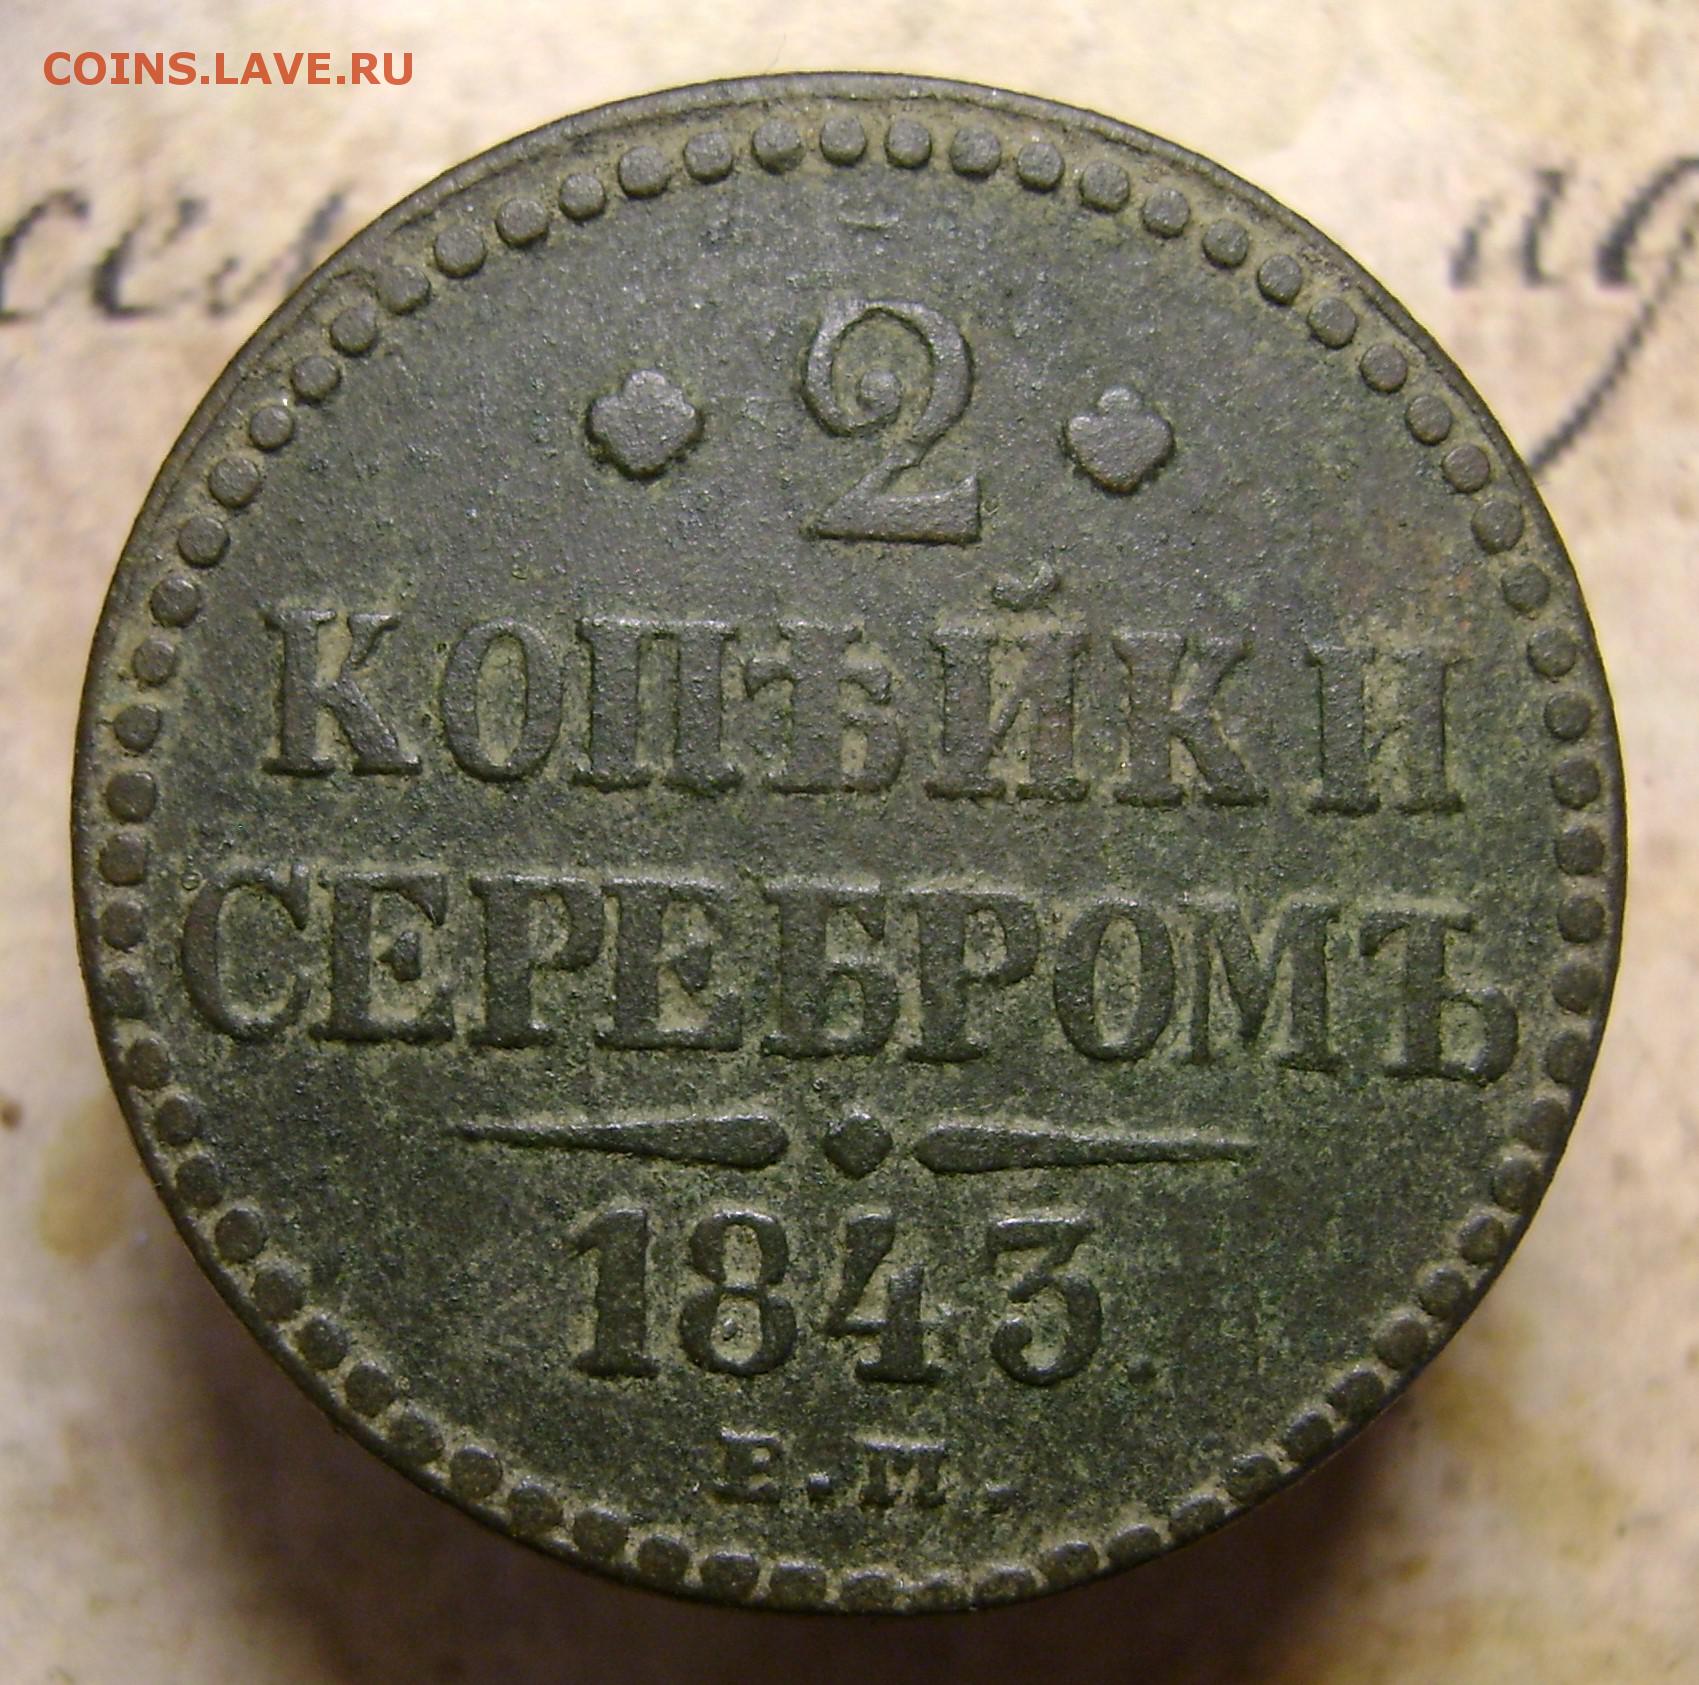 COINS.LAVE.RU
2
КОПѢЙКИ
СЕРЕБРОМЪ
1843.
Е.М.